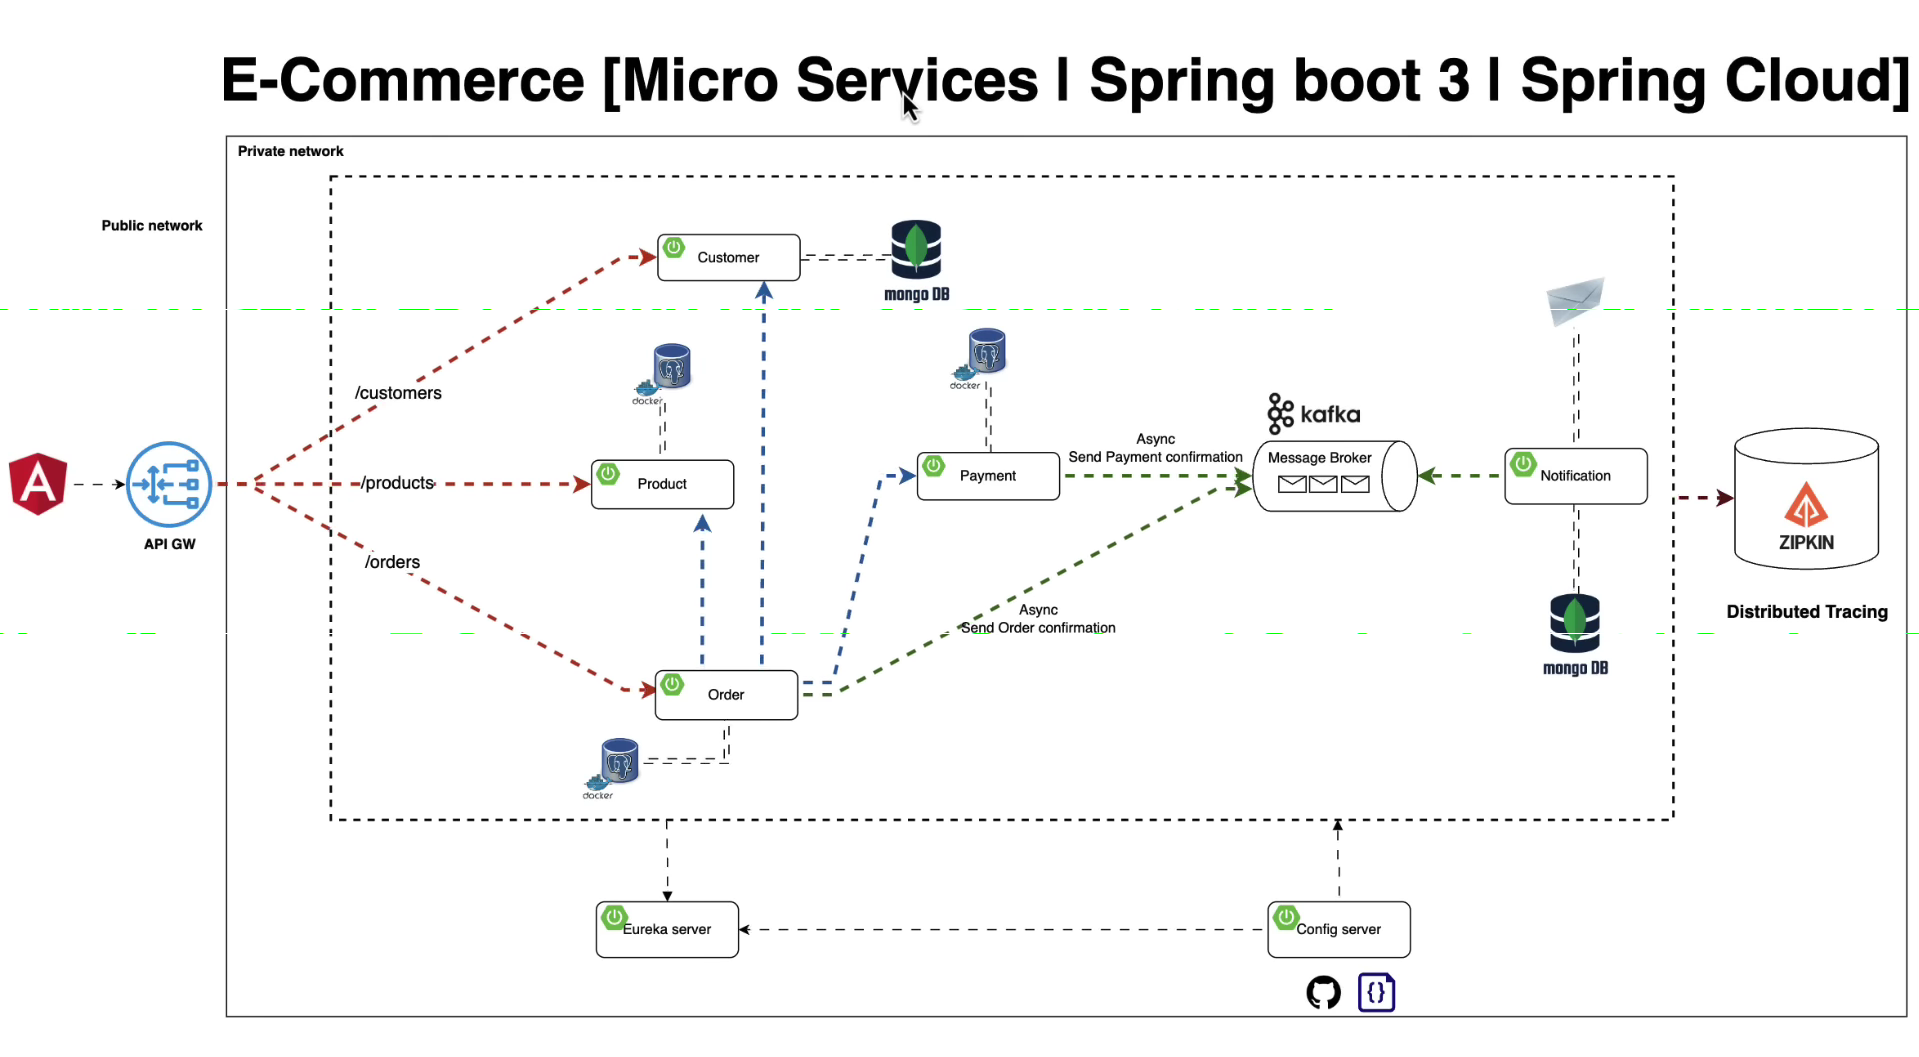 E-Commerce [Micro Services I Spring boot 3 I Spring Cloud]
Private network
Public network
Customer
mongo DB
docker
docker
/customers
kafka
Async
Send Payment confirmation
Message Broker
/products
Product
Payment
Notification
API GW
ZIPKIN
/orders
Async
Send Order confirmation
Distributed Tracing
mongo DB
Order
docker
Eureka server
Config server
{}